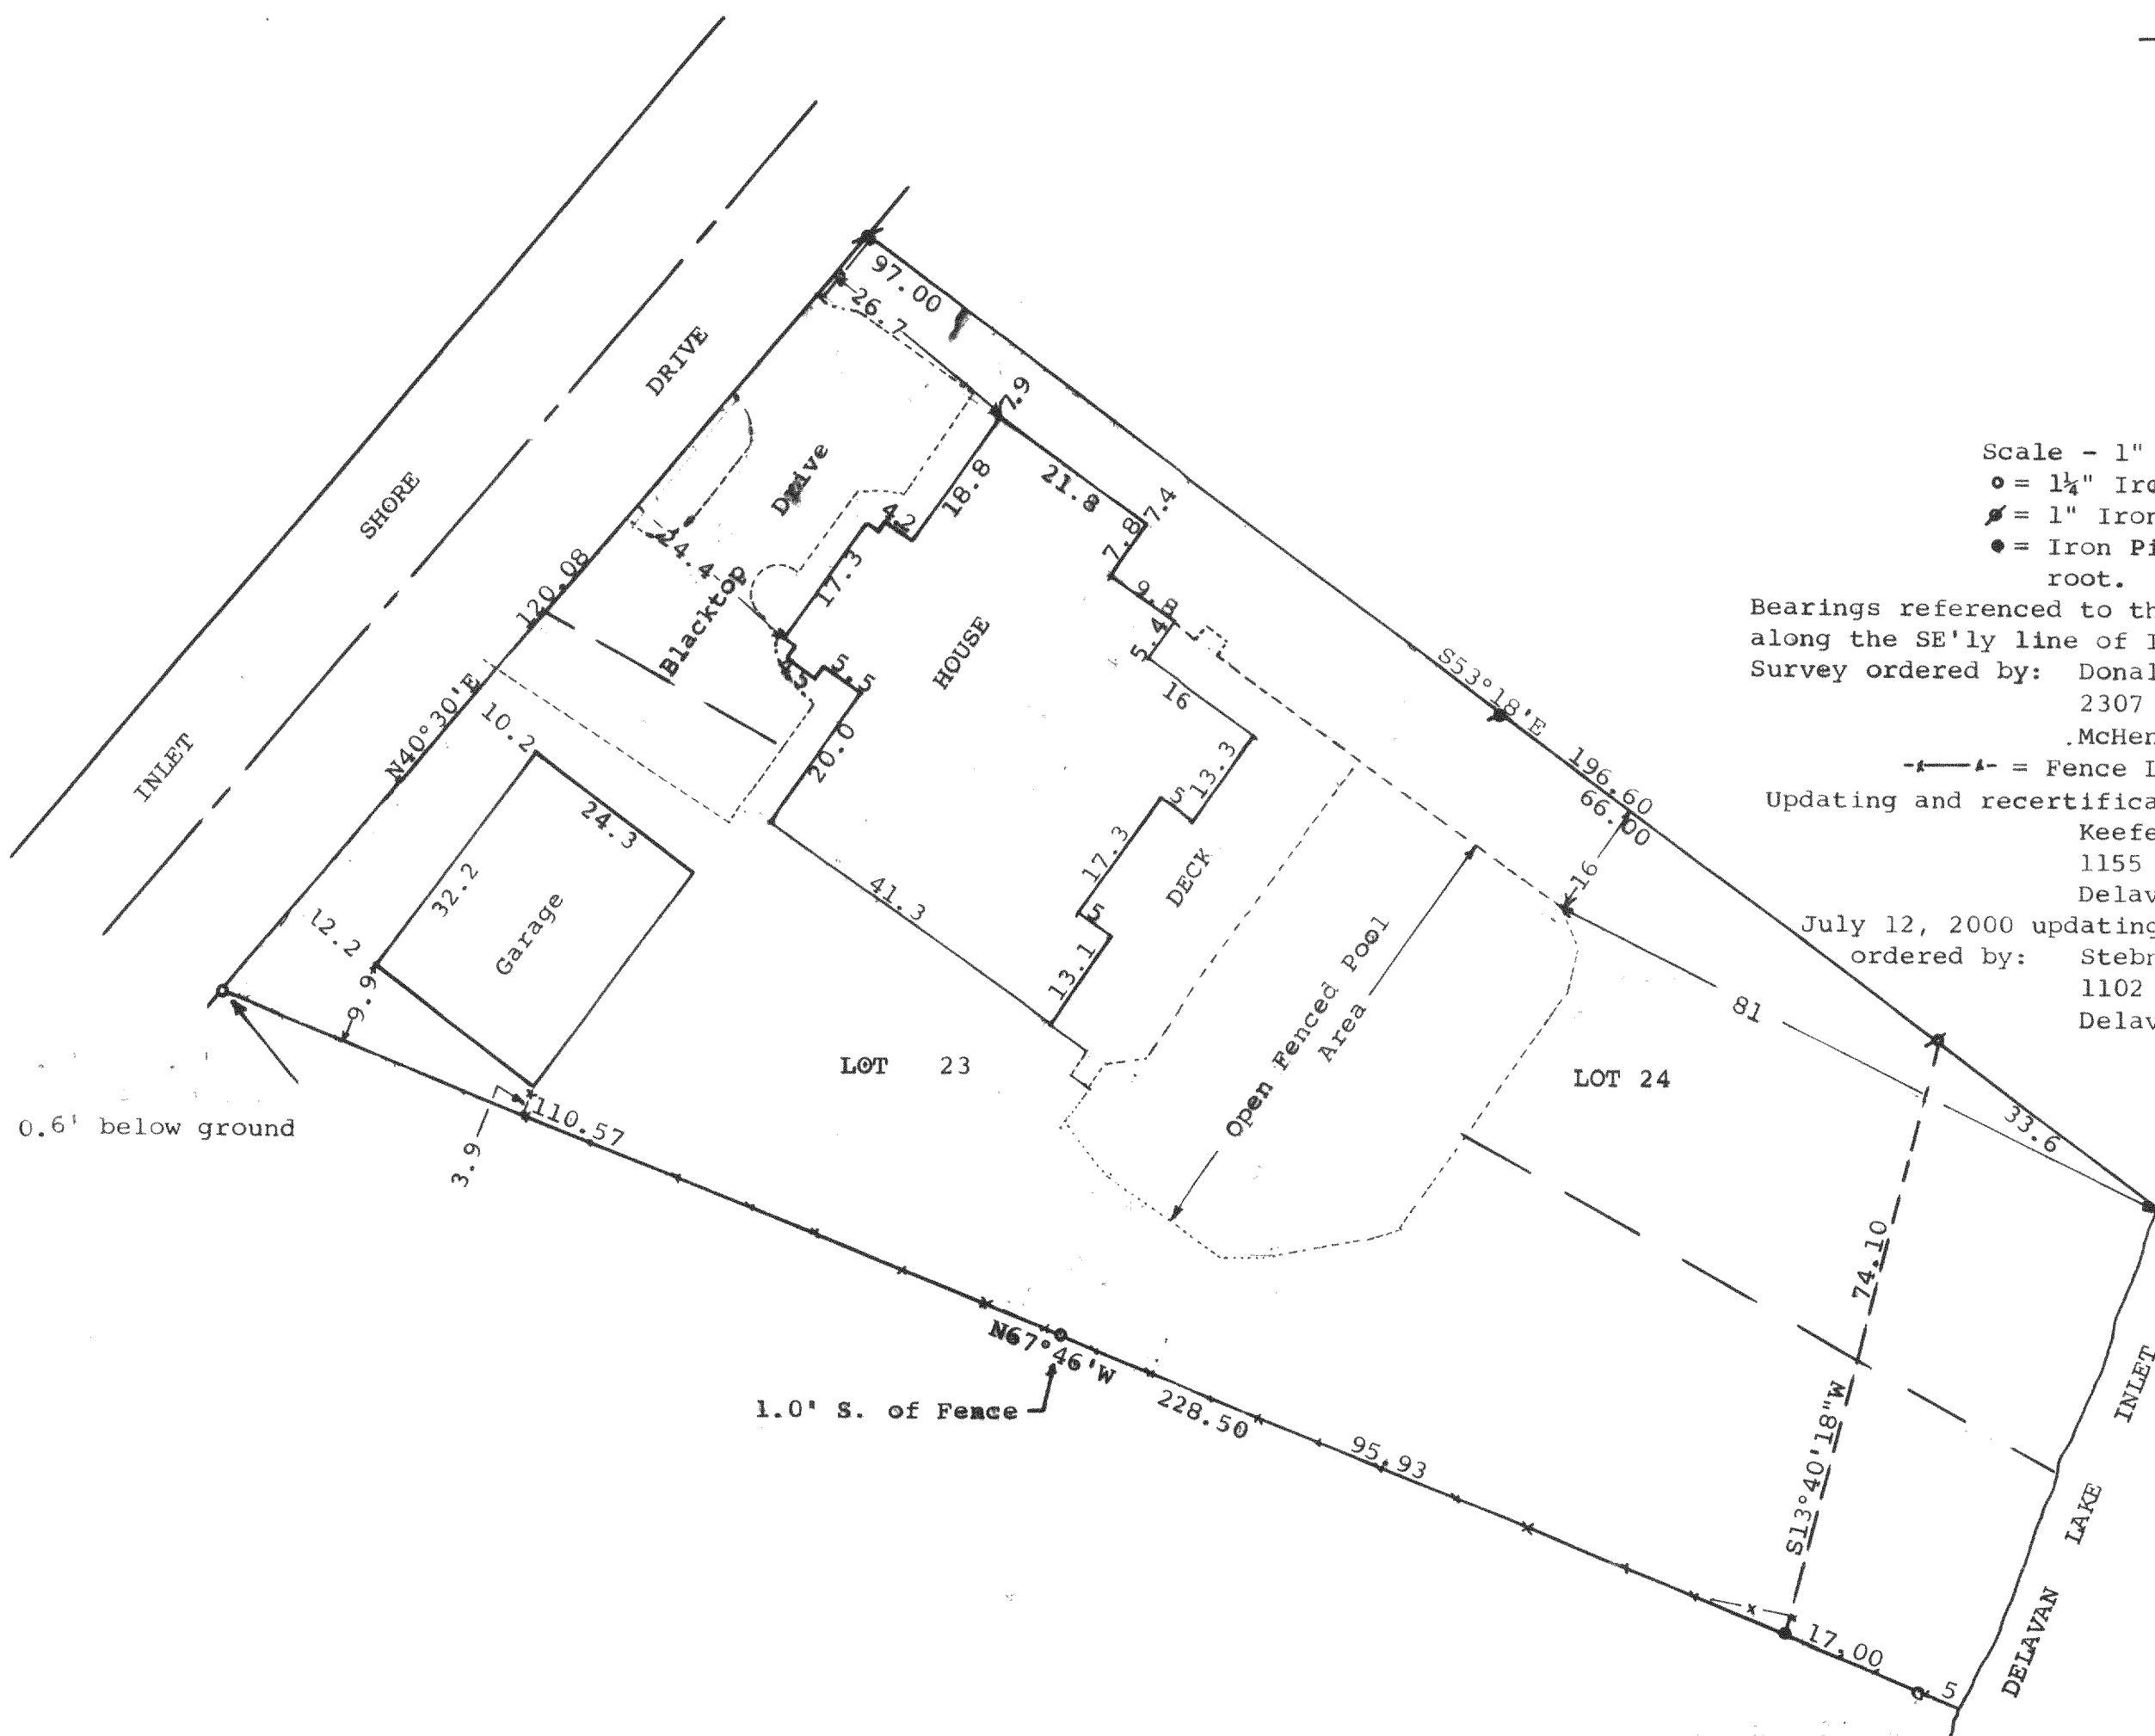 INLET
SHORE
DRIVE
97.00
26.7
7.9
21.8
18.8
4.2
7.4
7.8
9.8
5.4
16
13.3
5
17.3
5
13.1
41.3
20.0
5.5
17.3
24.4
Blacktop
Drive
HOUSE
DECK
120.08
N40°30'E
10.2
24.3
32.2
Garage
12.2
9.9
3.9
110.57
0.6' below ground
LOT 23
Open Fenced Pool
Area
LOT 24
S53°18'E
196.60
66.00
16
81
33.6
74.10
S13°40'18"W
N67°46'W
1.0' S. of Fence
228.50
95.93
17.00
5
DELAVAN LAKE INLET
Scale - 1"
= 1¼" Iro
= 1" Iron
= Iron Pi
root.
Bearings referenced to th
along the SE'ly line of I
Survey ordered by: Donal
2307
McHen
= Fence L
Updating and recertifica
Keefe
1155
Delav
July 12, 2000 updating
ordered by: Stebn
1102
Delav